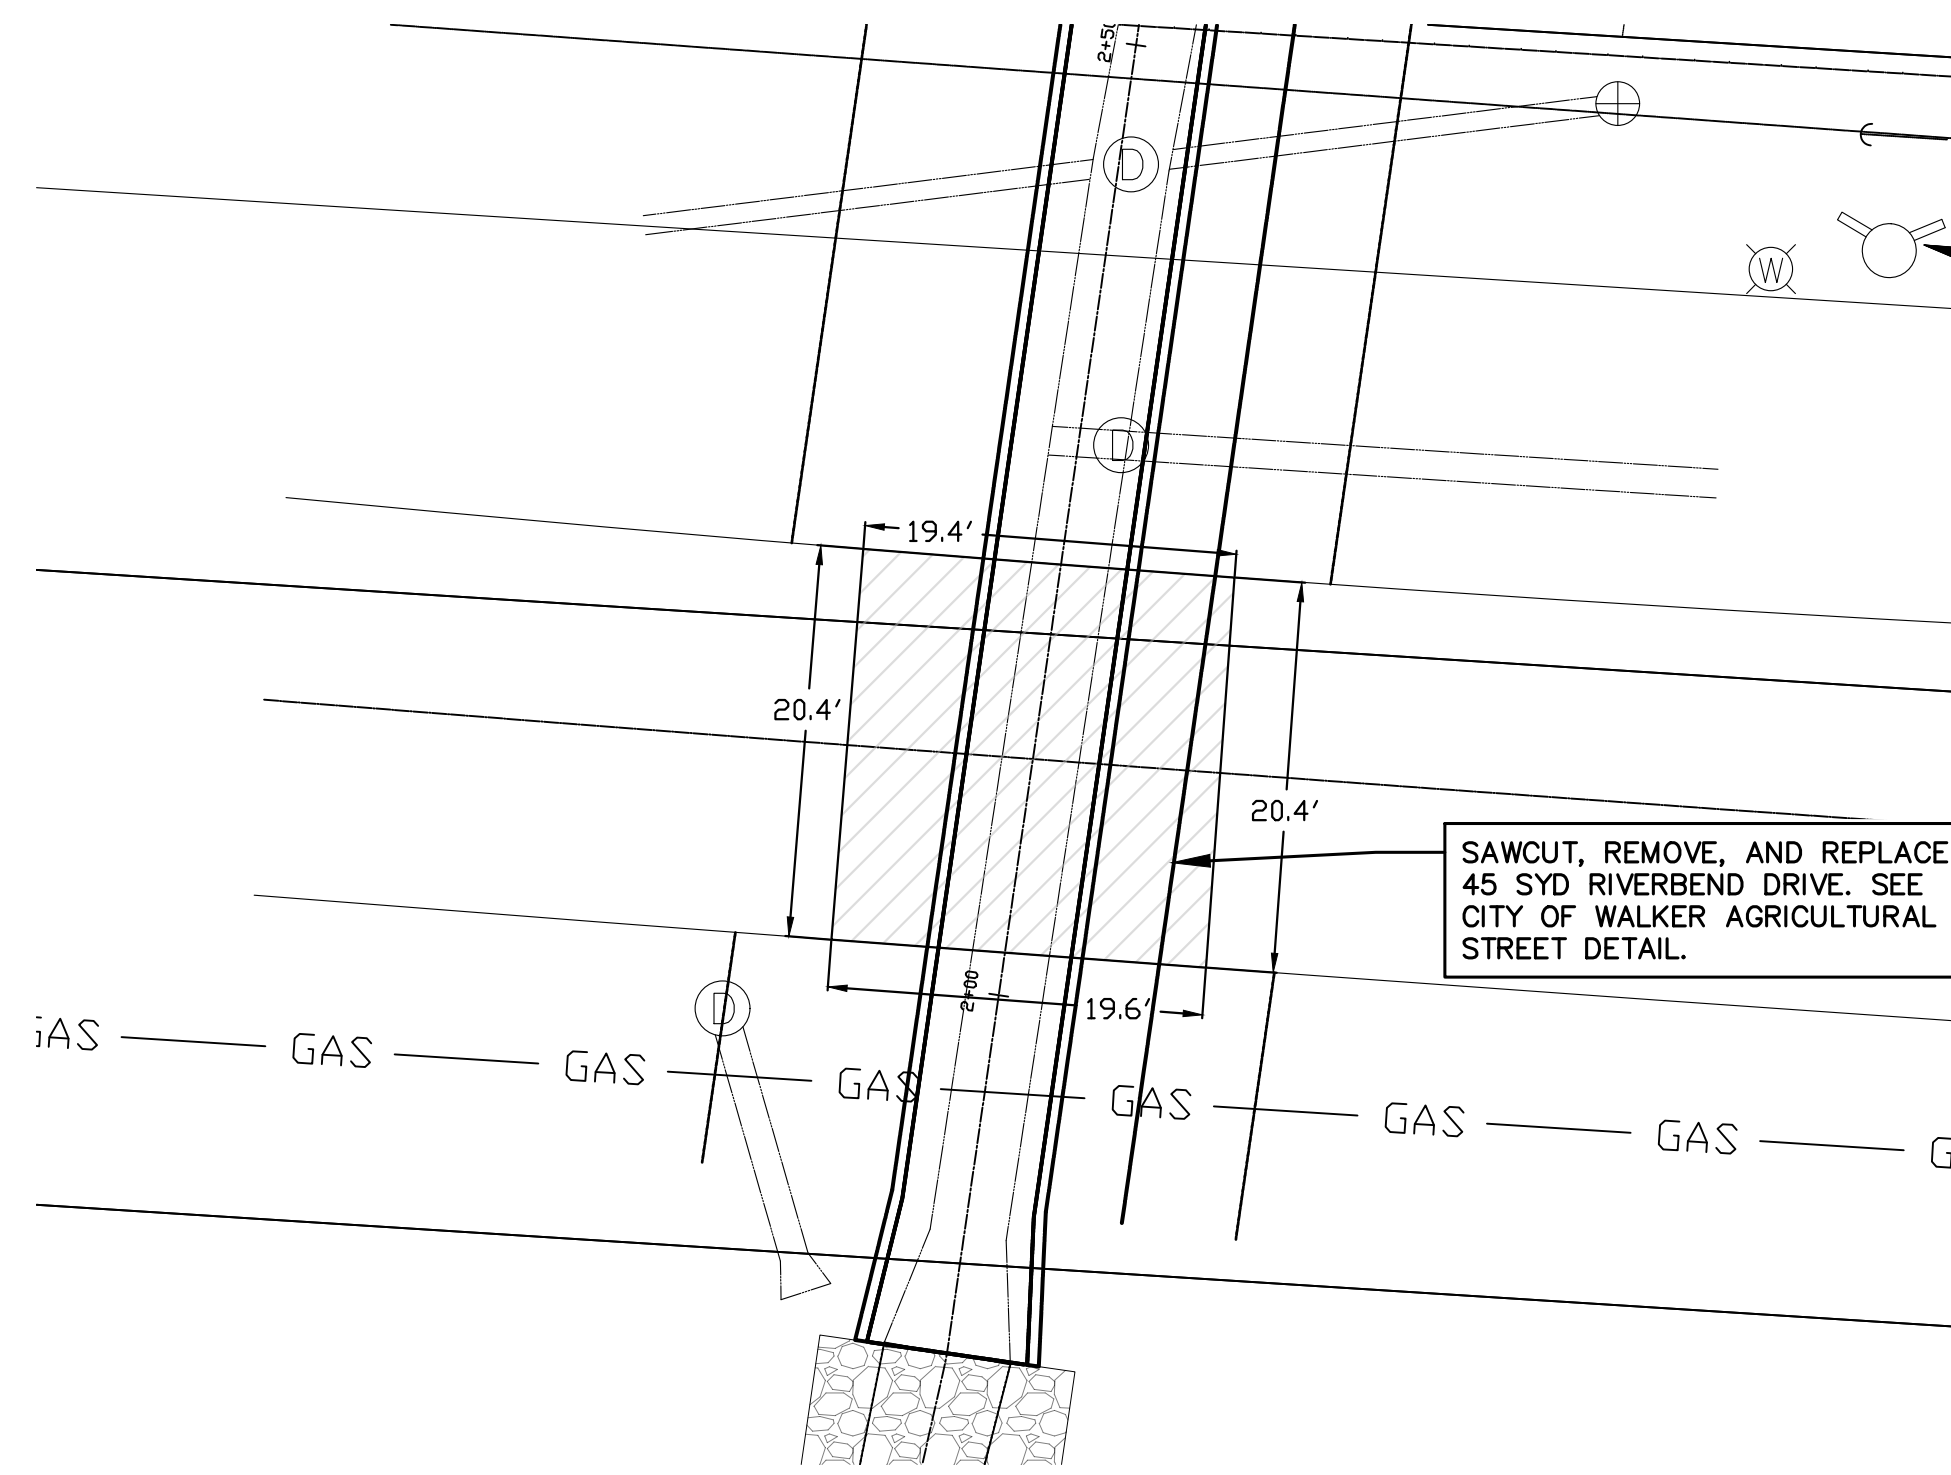 2+50
D
W
D
19.4'
20.4'
20.4'
SAWCUT, REMOVE, AND REPLACE
45 SYD RIVERBEND DRIVE. SEE
CITY OF WALKER AGRICULTURAL
STREET DETAIL.
2+00
19.6'
D
GAS GAS GAS GAS GAS GAS GAS G